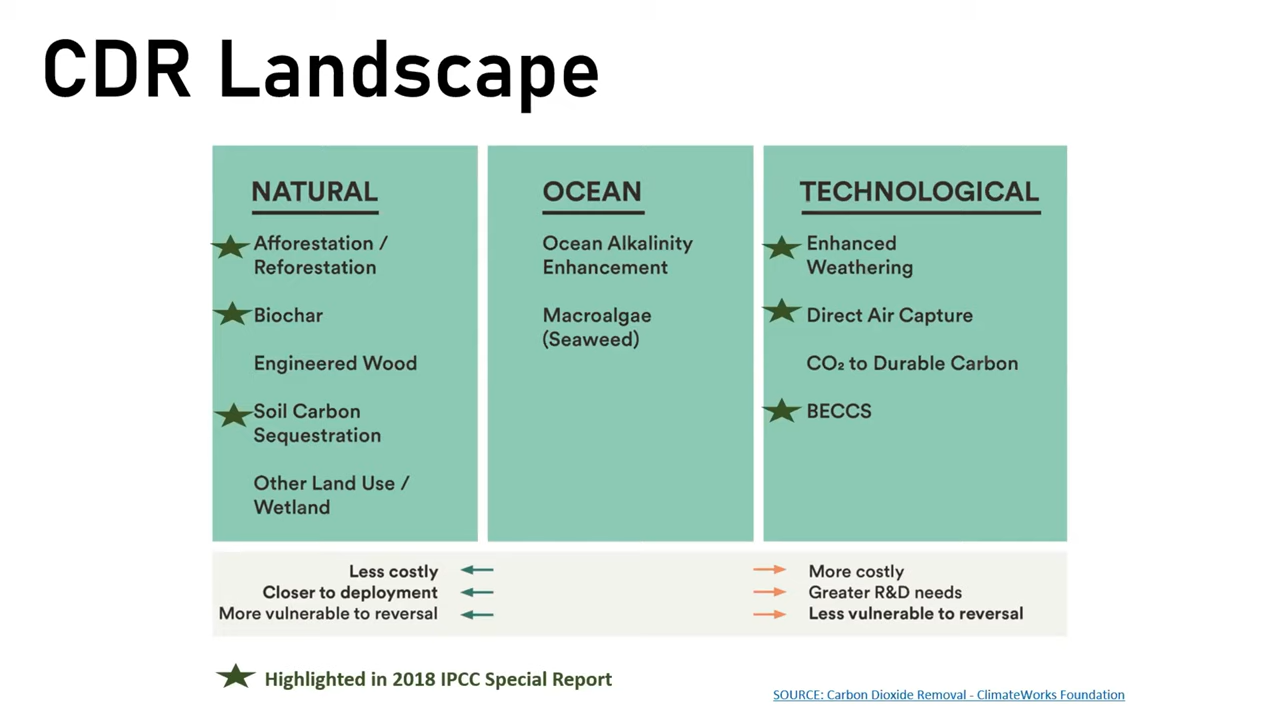 CDR Landscape
NATURAL
Afforestation /
Reforestation
Biochar
Engineered Wood
Soil Carbon
Sequestration
Other Land Use /
Wetland
OCEAN
Ocean Alkalinity
Enhancement
Macroalgae
(Seaweed)
TECHNOLOGICAL
Enhanced
Weathering
Direct Air Capture
CO₂ to Durable Carbon
BECCS
Less costly
Closer to deployment
More vulnerable to reversal
More costly
Greater R&D needs
Less vulnerable to reversal
Highlighted in 2018 IPCC Special Report
SOURCE: Carbon Dioxide Removal - ClimateWorks Foundation